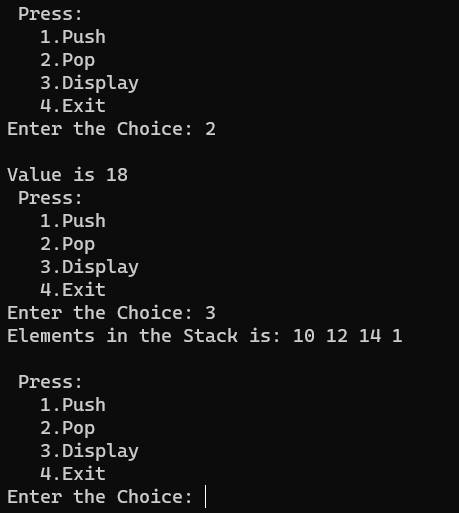 Press:
1.Push
2.Pop
3.Display
4.Exit
Enter the Choice: 2
Value is 18
Press:
1.Push
2.Pop
3.Display
4.Exit
Enter the Choice: 3
Elements in the Stack is: 10 12 14 1
Press:
1.Push
2.Pop
3.Display
4.Exit
Enter the Choice: